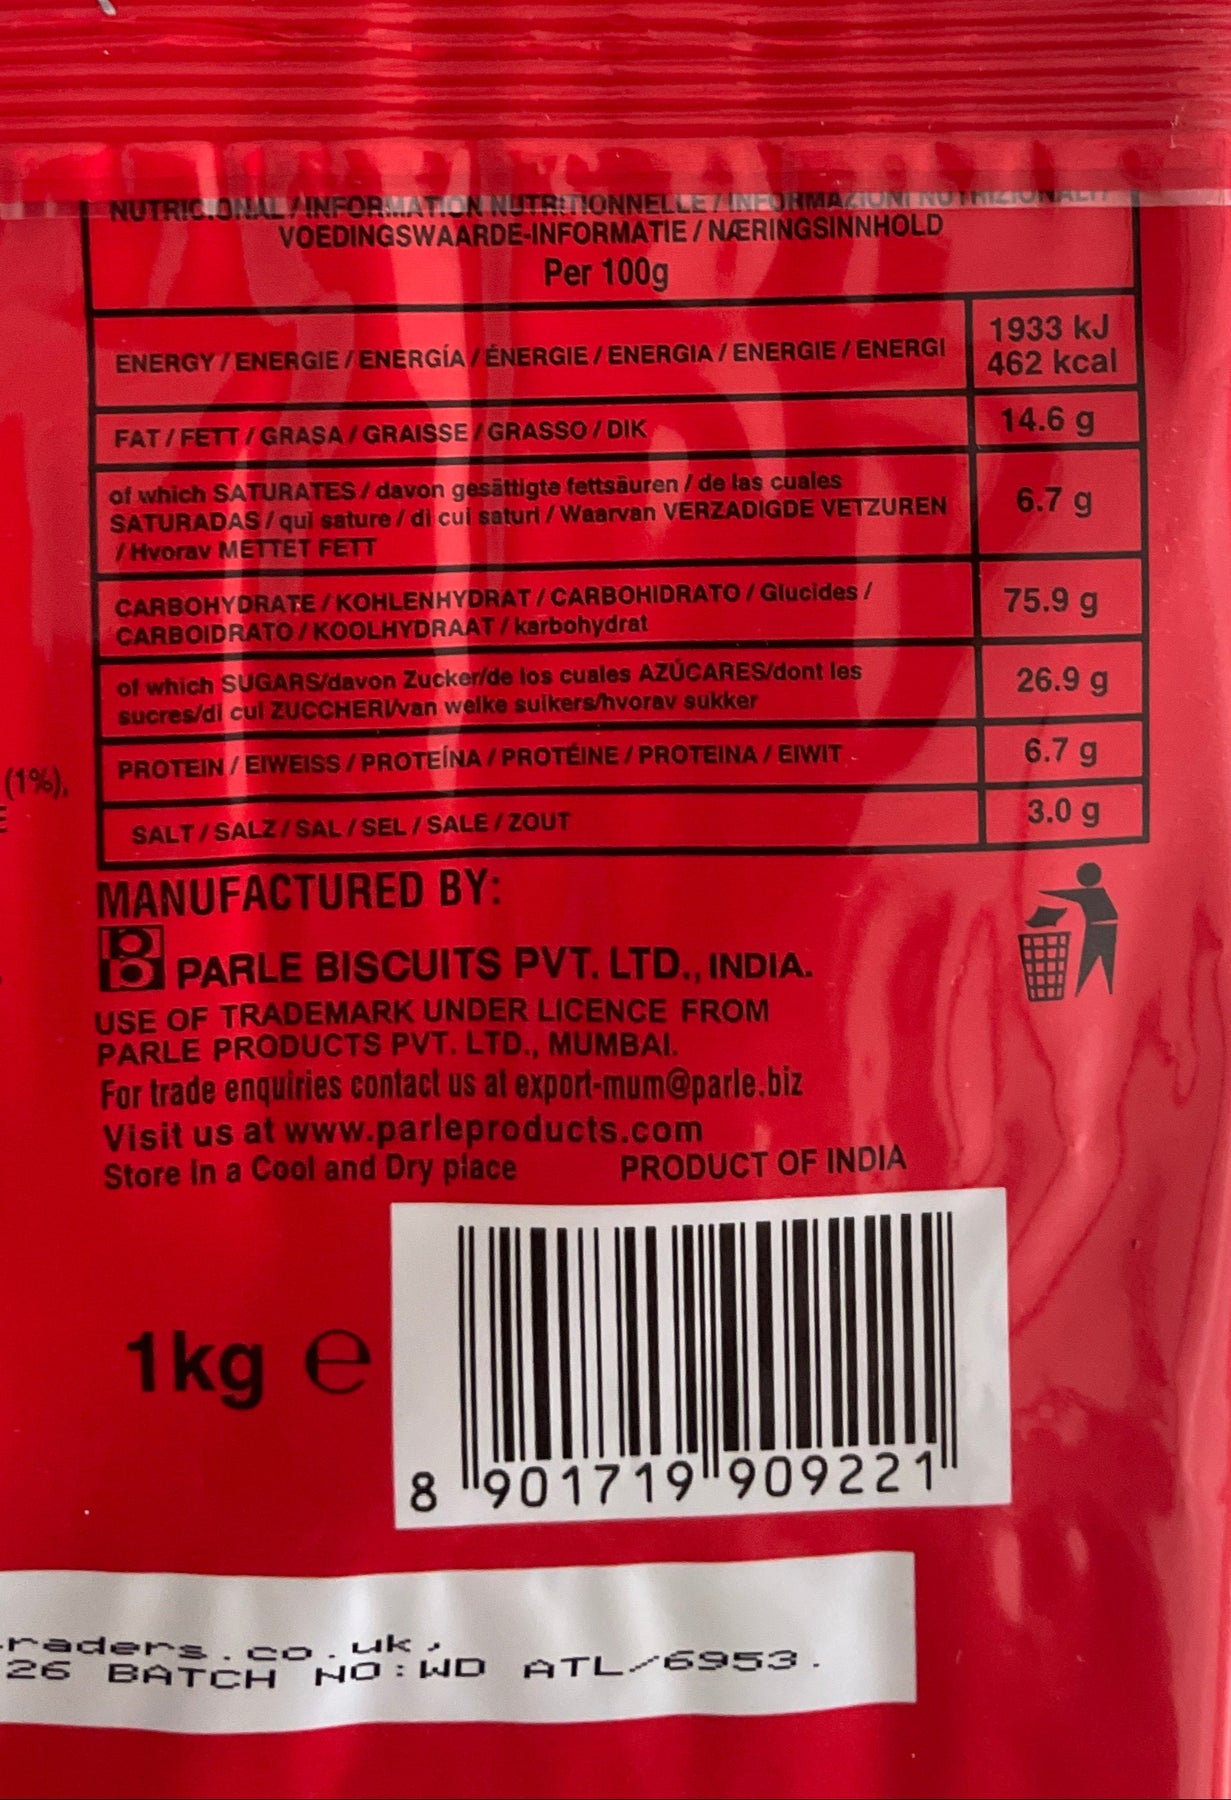 NUTRICIONAL / INFORMATION NUTRITIONNELLE / INFORMAZIONI NUTRIZIONALI /
VOEDINGSWAARDE-INFORMATIE / NÆRINGSINNHOLD
Per 100g
ENERGY / ENERGIE / ENERGÍA / ÉNERGIE / ENERGIA / ENERGIE / ENERGI
1933 kJ
462 kcal
FAT / FETT / GRASA / GRAISSE / GRASSO / DIK
14.6 g
of which SATURATES / davon gesättigte fettsäuren / de las cuales
SATURADAS / qui sature / di cui saturi / Waarvan VERZADIGDE VETZUREN
/ Hvorav METTET FETT
6.7 g
CARBOHYDRATE / KOHLENHYDRAT / CARBOHIDRATO / Glucides /
CARBOIDRATO / KOOLHYDRAAT / karbohydrat
75.9 g
of which SUGARS/davon Zucker/de los cuales AZÚCARES/dont les
sucres/di cui ZUCCHERI/van welke suikers/hvorav sukker
26.9 g
PROTEIN / EIWEISS / PROTEÍNA / PROTÉINE / PROTEINA / EIWIT
6.7 g
(1%),
SALT / SALZ / SAL / SEL / SALE / ZOUT
3.0 g
MANUFACTURED BY:
PARLE BISCUITS PVT. LTD., INDIA.
USE OF TRADEMARK UNDER LICENCE FROM
PARLE PRODUCTS PVT. LTD., MUMBAI.
For trade enquiries contact us at export-mum@parle.biz
Visit us at www.parleproducts.com
Store in a Cool and Dry place
PRODUCT OF INDIA
1kg e
8 901719 909221
raders.co.uk,
26 BATCH NO:WD ATL/6953.